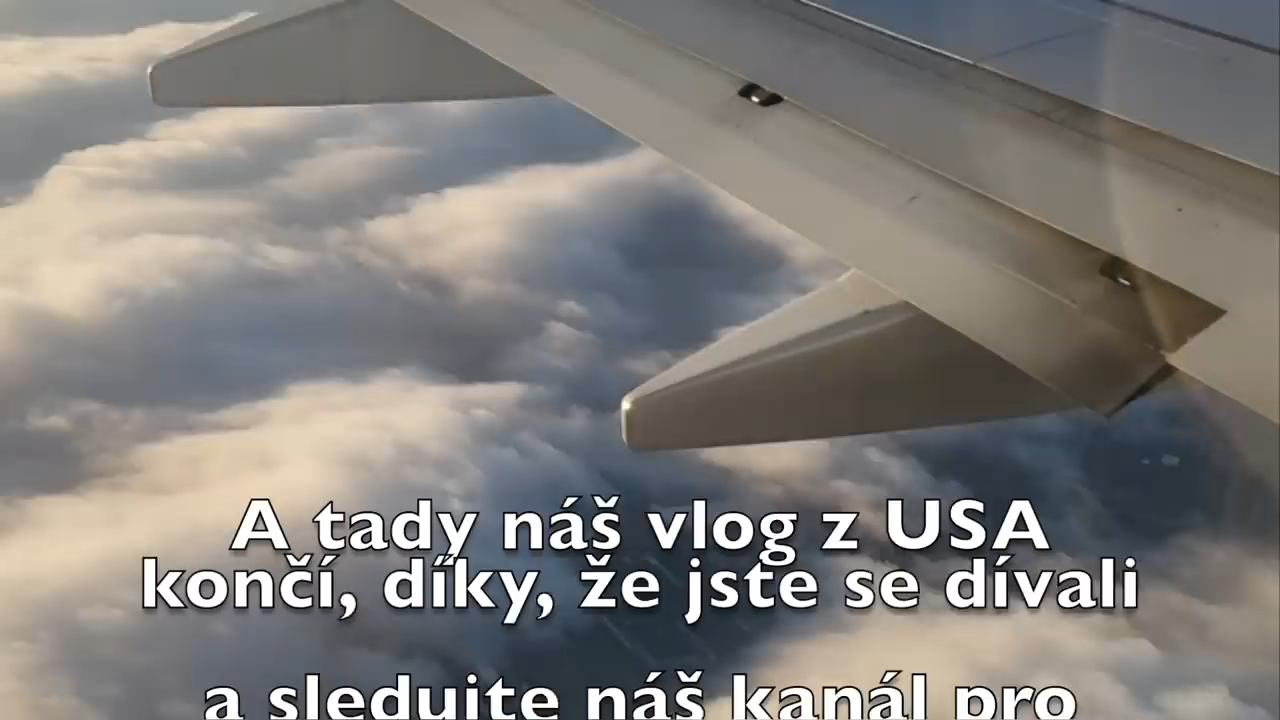 A tady náš vlog z USA
končí, díky, že jste se dívali
a sledujte náš kanál pro